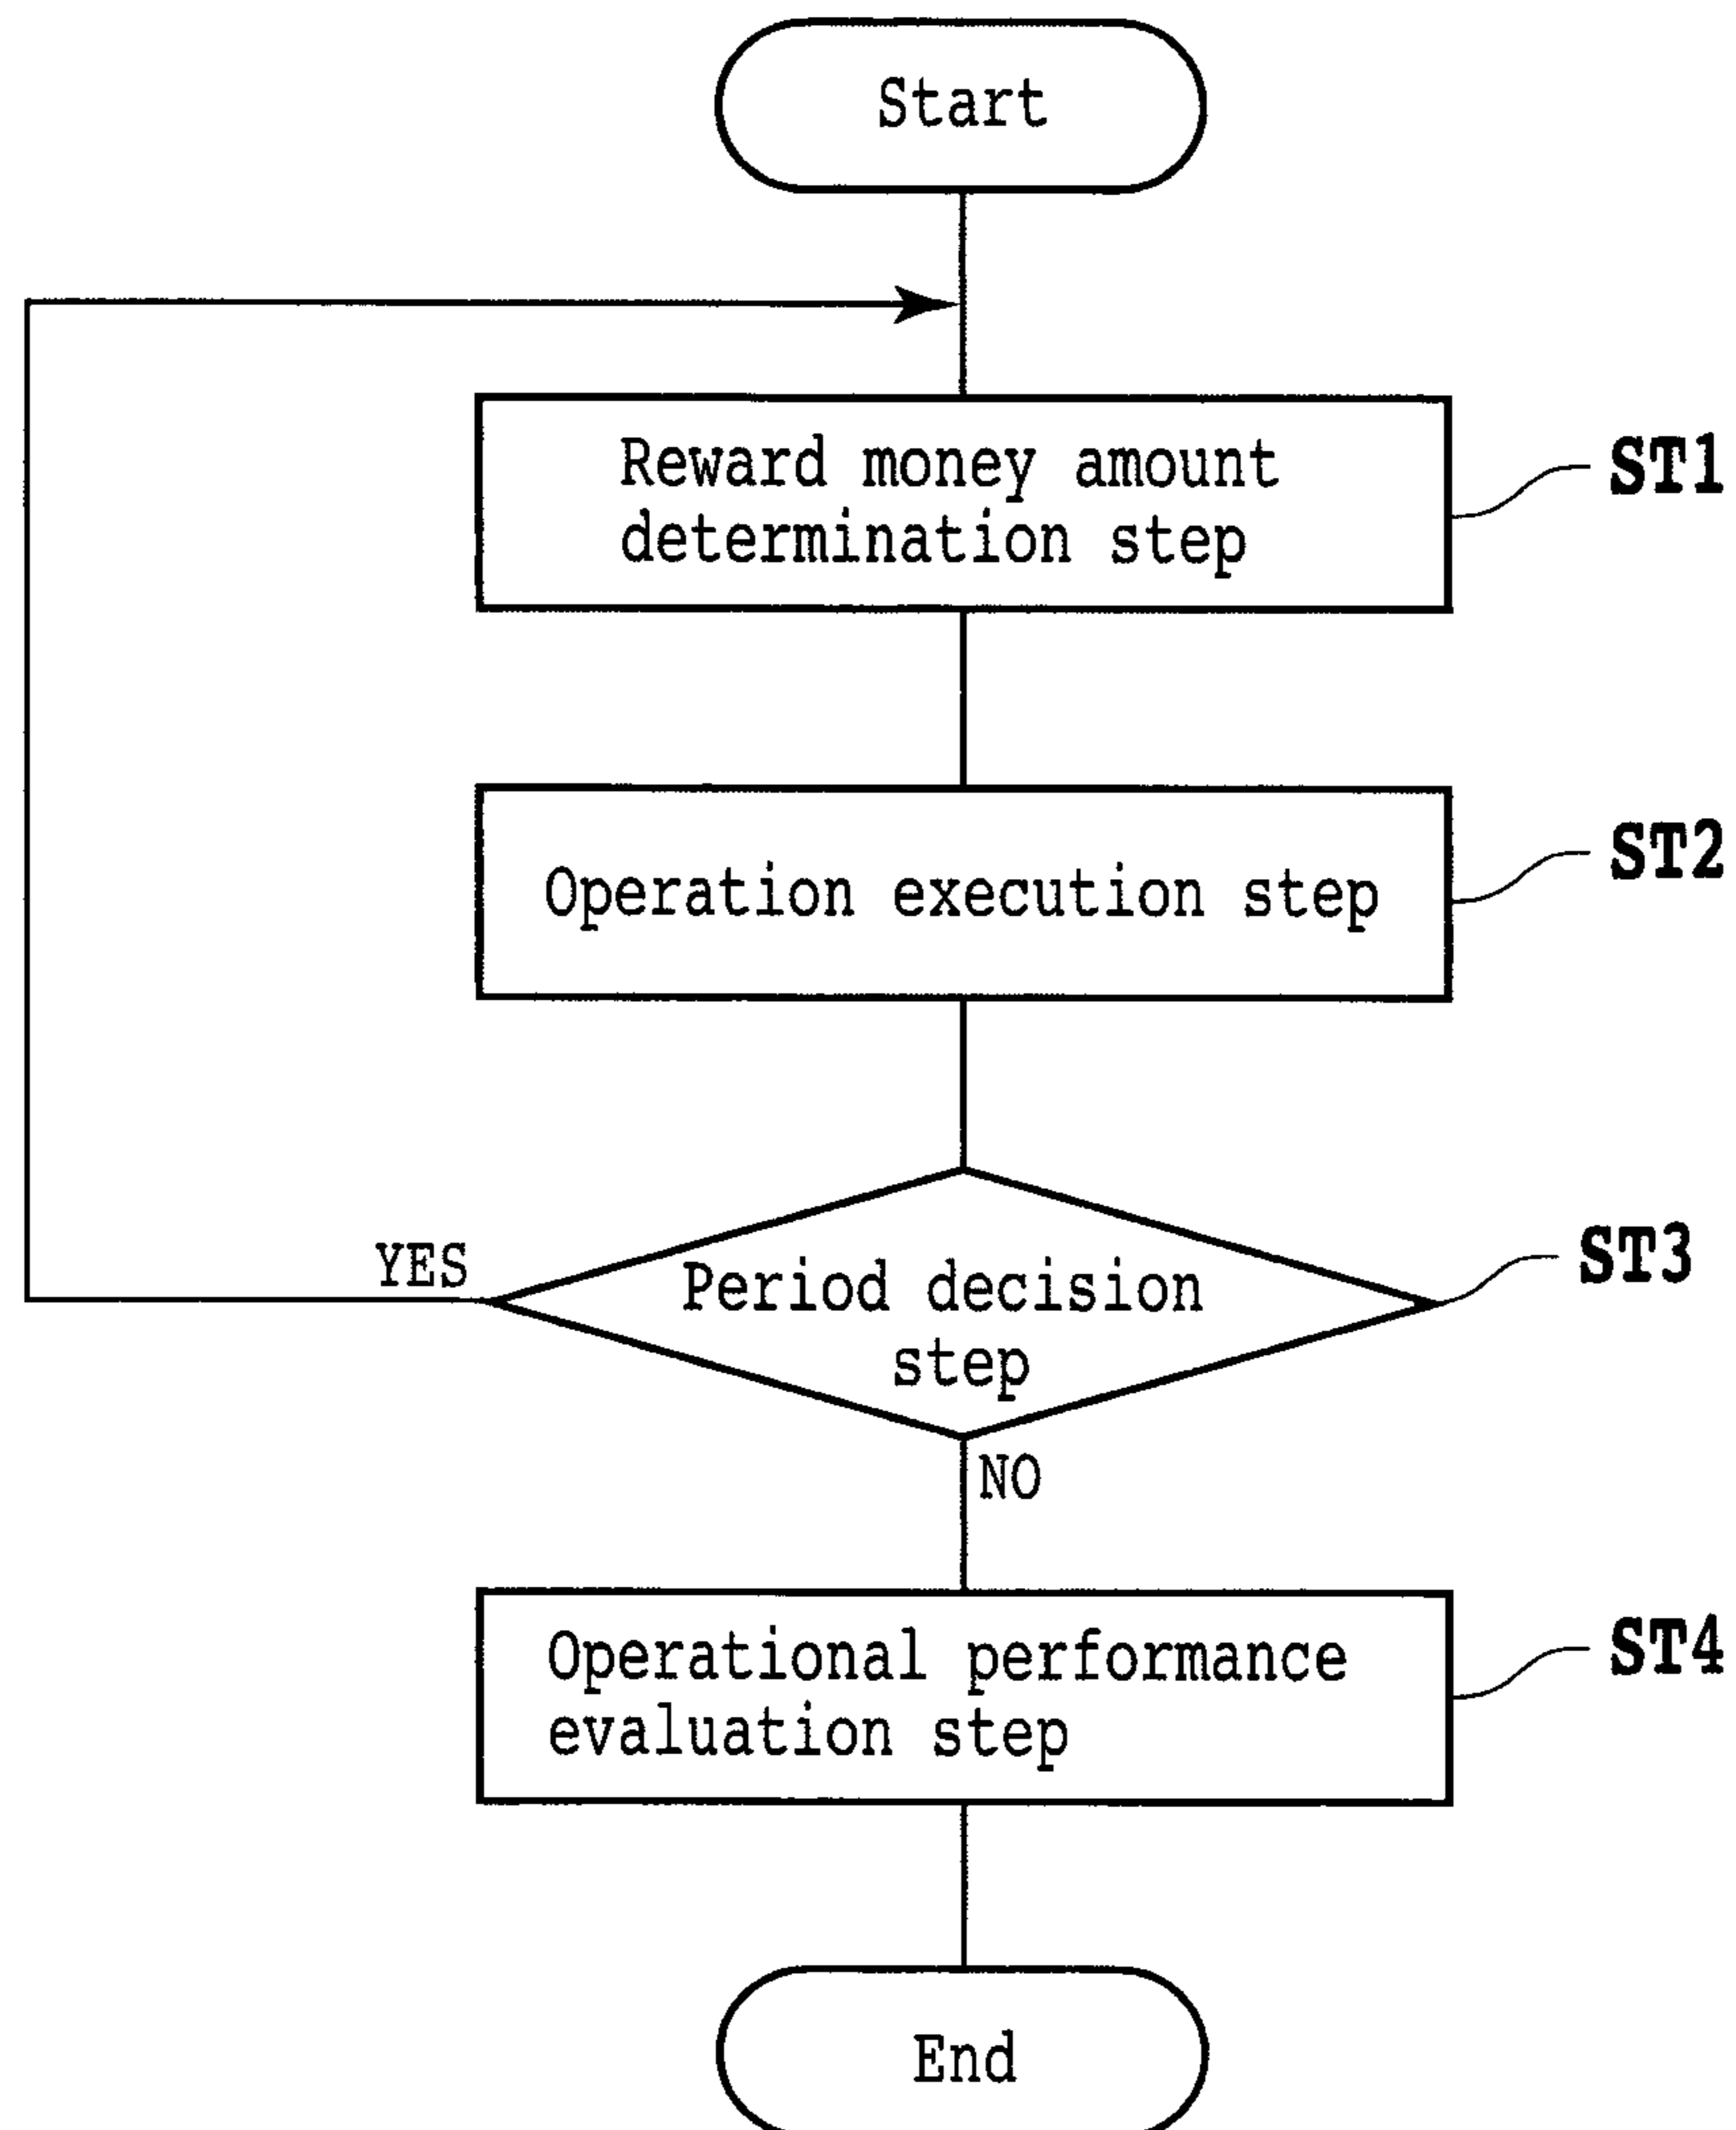 Start
Reward money amount
determination step
ST1
Operation execution step
ST2
YES
Period decision
step
ST3
NO
Operational performance
evaluation step
ST4
End